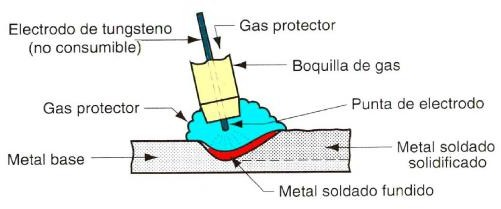 Electrodo de tungsteno
(no consumible)
Gas protector
Boquilla de gas
Gas protector
Punta de electrodo
Metal base
Metal soldado
solidificado
Metal soldado fundido